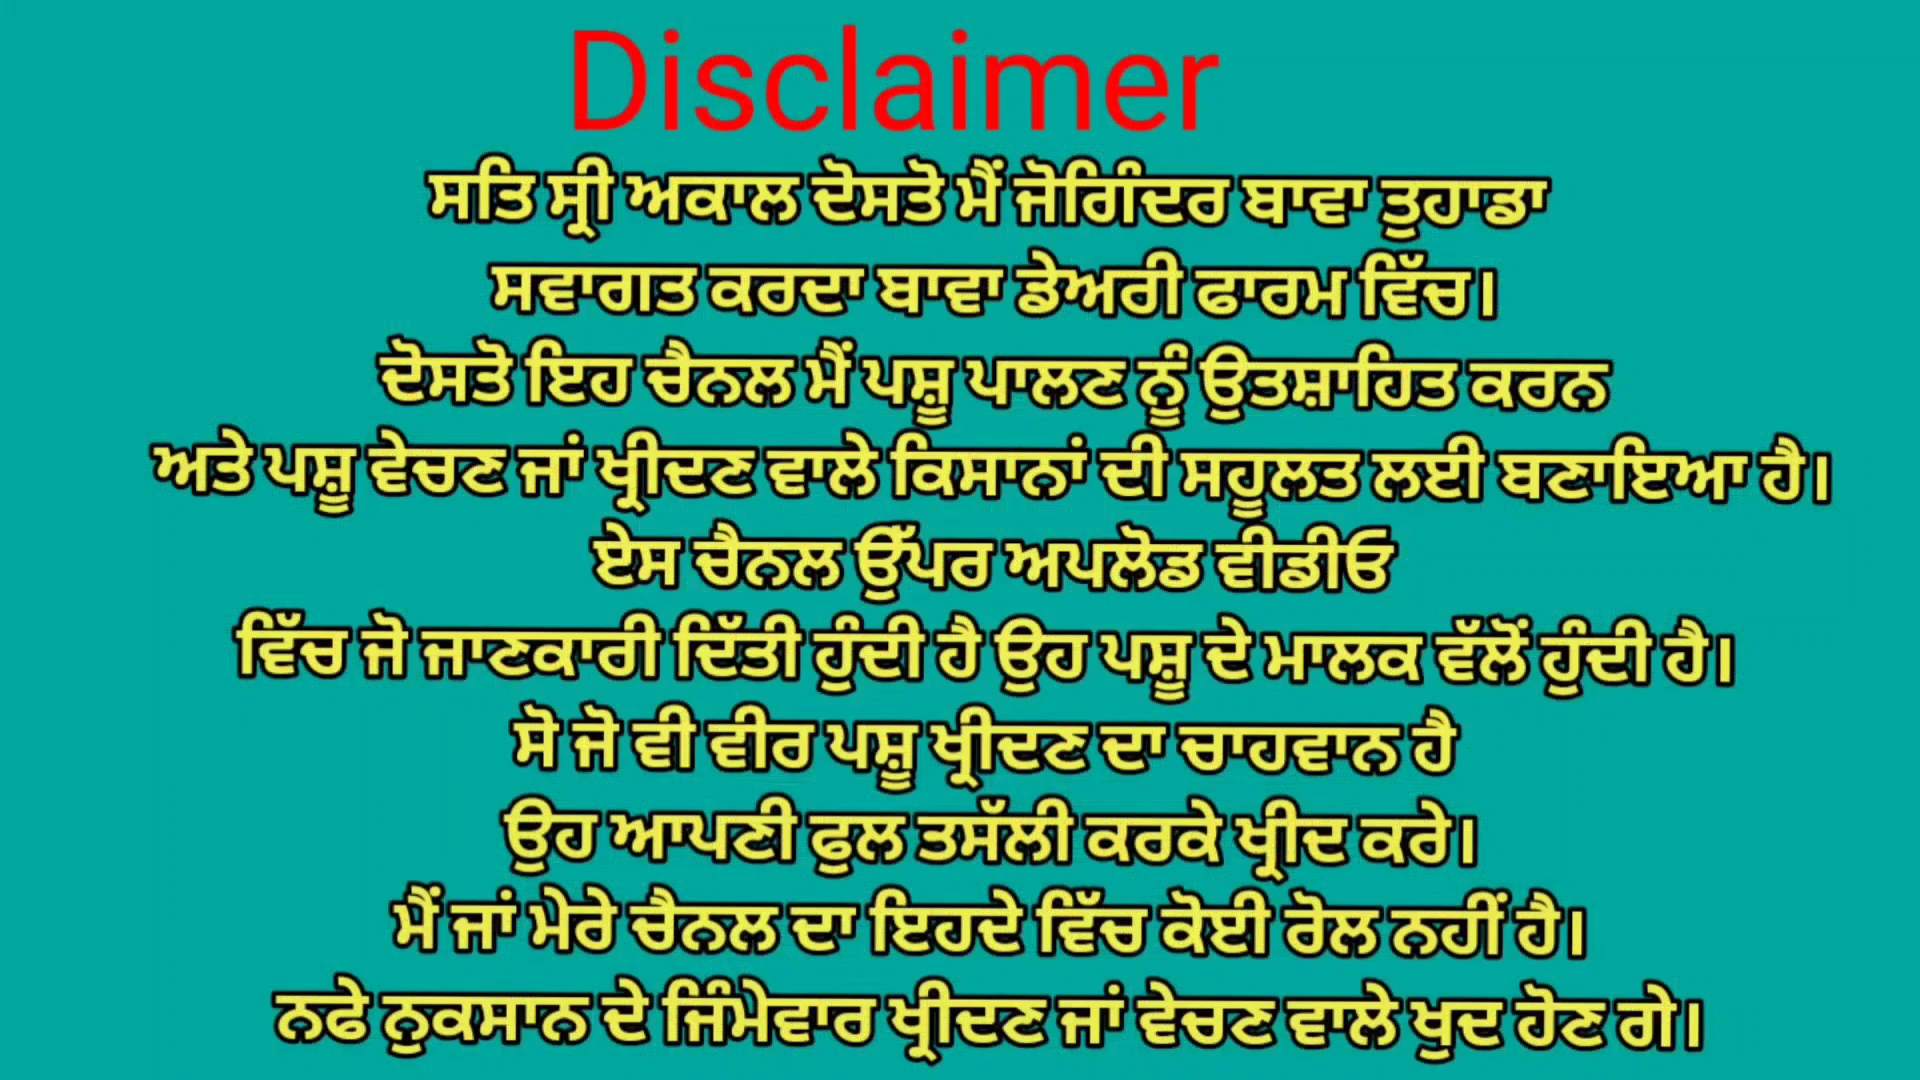 Disclaimer
ਸਤਿ ਸ੍ਰੀ ਅਕਾਲ ਦੋਸਤੋ ਮੈਂ ਜੋਗਿੰਦਰ ਬਾਵਾ ਤੁਹਾਡਾ
ਸਵਾਗਤ ਕਰਦਾ ਬਾਵਾ ਡੇਅਰੀ ਫਾਰਮ ਵਿੱਚ।
ਦੋਸਤੋ ਇਹ ਚੈਨਲ ਮੈਂ ਪਸ਼ੂ ਪਾਲਣ ਨੂੰ ਉਤਸ਼ਾਹਿਤ ਕਰਨ
ਅਤੇ ਪਸ਼ੂ ਵੇਚਣ ਜਾਂ ਖ੍ਰੀਦਣ ਵਾਲੇ ਕਿਸਾਨਾਂ ਦੀ ਸਹੂਲਤ ਲਈ ਬਣਾਇਆ ਹੈ।
ਏਸ ਚੈਨਲ ਉੱਪਰ ਅਪਲੋਡ ਵੀਡੀਓ
ਵਿੱਚ ਜੋ ਜਾਣਕਾਰੀ ਦਿੱਤੀ ਹੁੰਦੀ ਹੈ ਉਹ ਪਸ਼ੂ ਦੇ ਮਾਲਕ ਵੱਲੋਂ ਹੁੰਦੀ ਹੈ।
ਸੋ ਜੋ ਵੀ ਵੀਰ ਪਸ਼ੂ ਖ੍ਰੀਦਣ ਦਾ ਚਾਹਵਾਨ ਹੈ
ਉਹ ਆਪਣੀ ਫੁਲ ਤਸੱਲੀ ਕਰਕੇ ਖ੍ਰੀਦ ਕਰੇ।
ਮੈਂ ਜਾਂ ਮੇਰੇ ਚੈਨਲ ਦਾ ਇਹਦੇ ਵਿੱਚ ਕੋਈ ਰੋਲ ਨਹੀਂ ਹੈ।
ਨਫੇ ਨੁਕਸਾਨ ਦੇ ਜਿੰਮੇਵਾਰ ਖ੍ਰੀਦਣ ਜਾਂ ਵੇਚਣ ਵਾਲੇ ਖੁਦ ਹੋਣ ਗੇ।